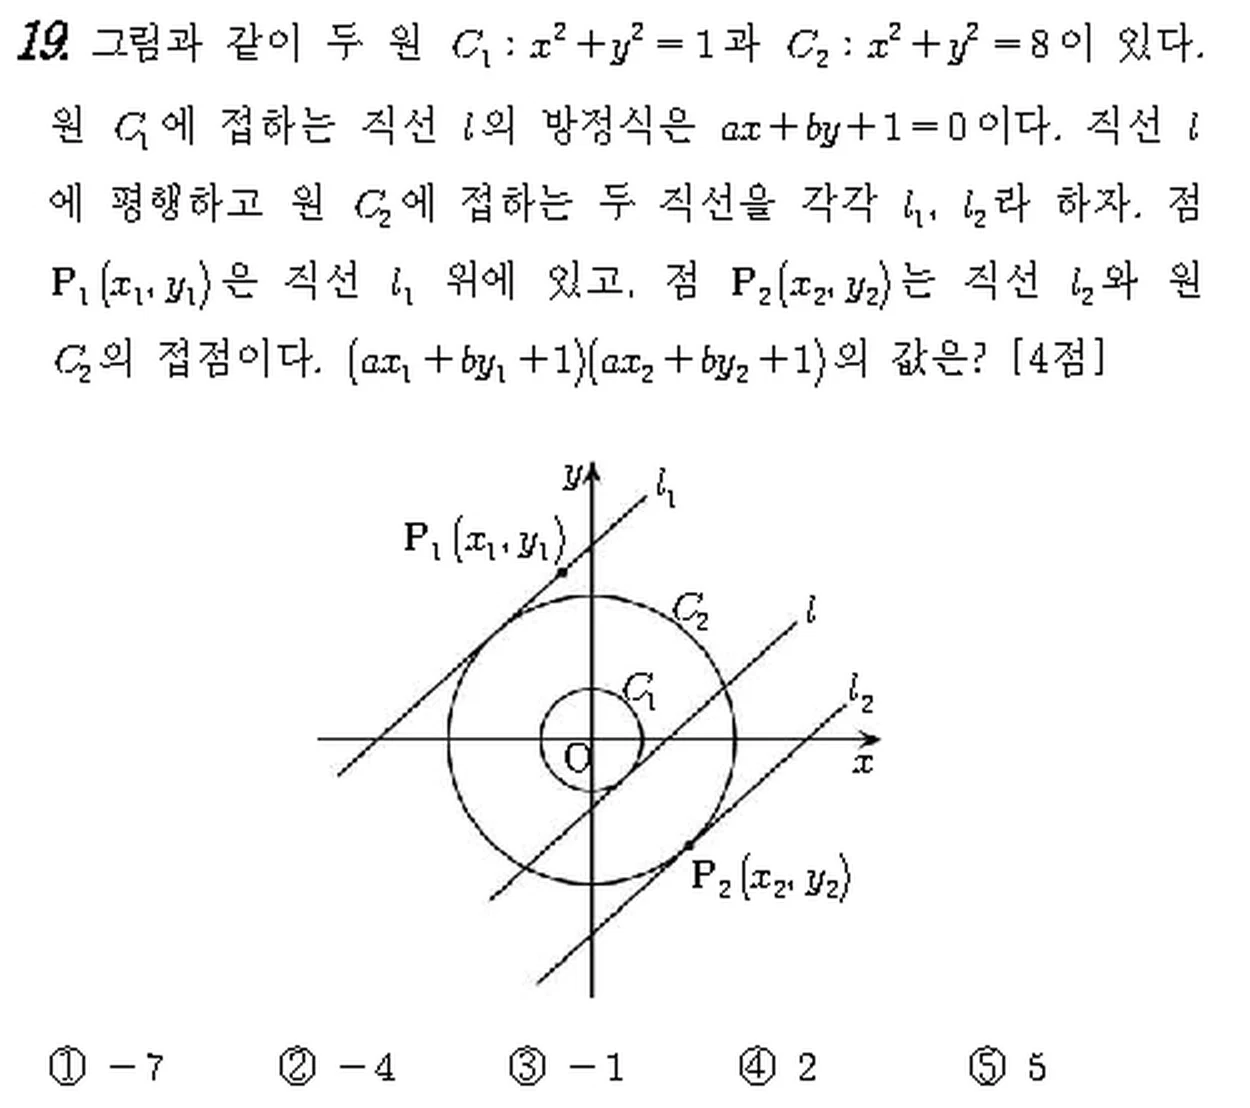 19. 그림과 같이 두 원 C₁ : x²+y²=1과 C₂ : x²+y²=8이 있다.
원 C₁에 접하는 직선 l의 방정식은 ax+by+1=0이다. 직선 l
에 평행하고 원 C₂에 접하는 두 직선을 각각 l₁, l₂라 하자. 점
P₁(x₁, y₁)은 직선 l₁ 위에 있고, 점 P₂(x₂, y₂)는 직선 l₂와 원
C₂의 접점이다. (ax₁+by₁+1)(ax₂+by₂+1)의 값은? [4점]
y
l₁
P₁(x₁, y₁)
C₂
l
C₁
l₂
O
x
P₂(x₂, y₂)
① -7 ② -4 ③ -1 ④ 2 ⑤ 5